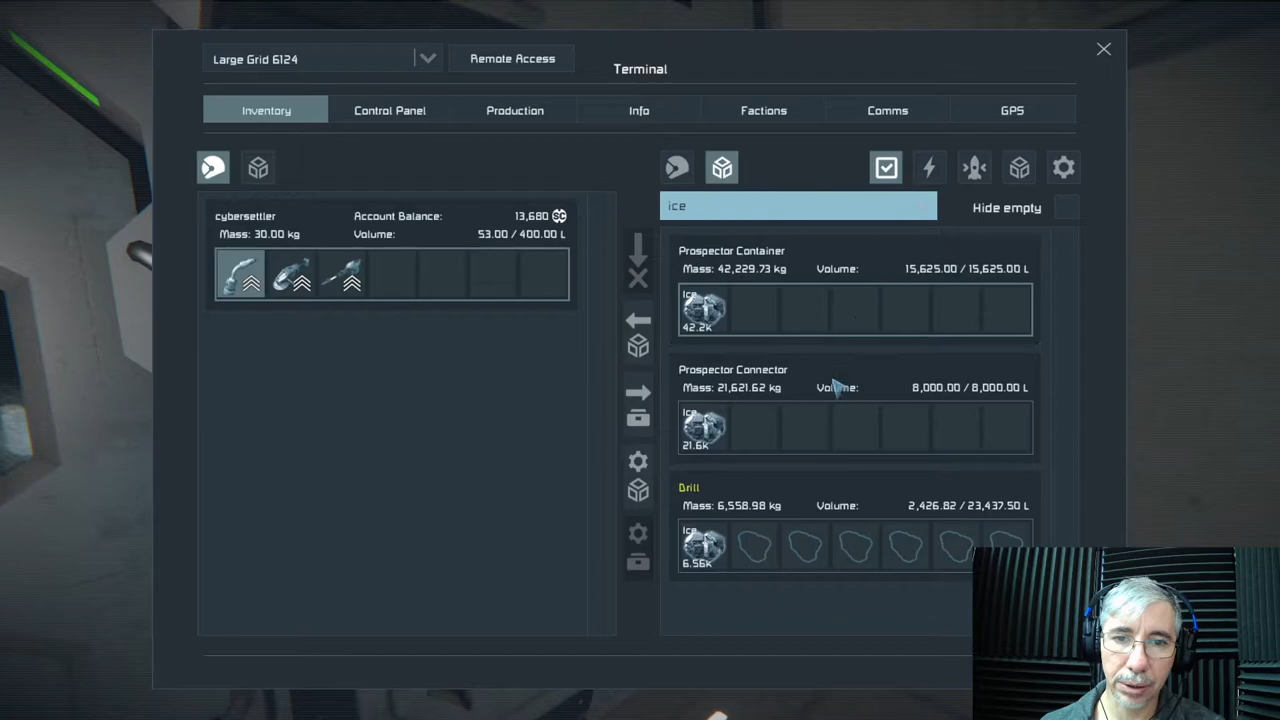 Large Grid 6124
Remote Access
Terminal
Inventory
Control Panel
Production
Info
Factions
Comms
GPS
cybersettler
Account Balance:
13,680 SC
Mass: 30.00 kg
Volume:
53.00 / 400.00 L
ice
Hide empty
Prospector Container
Mass: 42,229.73 kg
Volume:
15,625.00 / 15,625.00 L
Ice
42.2k
Prospector Connector
Mass: 21,621.62 kg
Volume:
8,000.00 / 8,000.00 L
Ice
21.6k
Drill
Mass: 6,558.98 kg
Volume:
2,426.82 / 23,437.50 L
Ice
6.56k